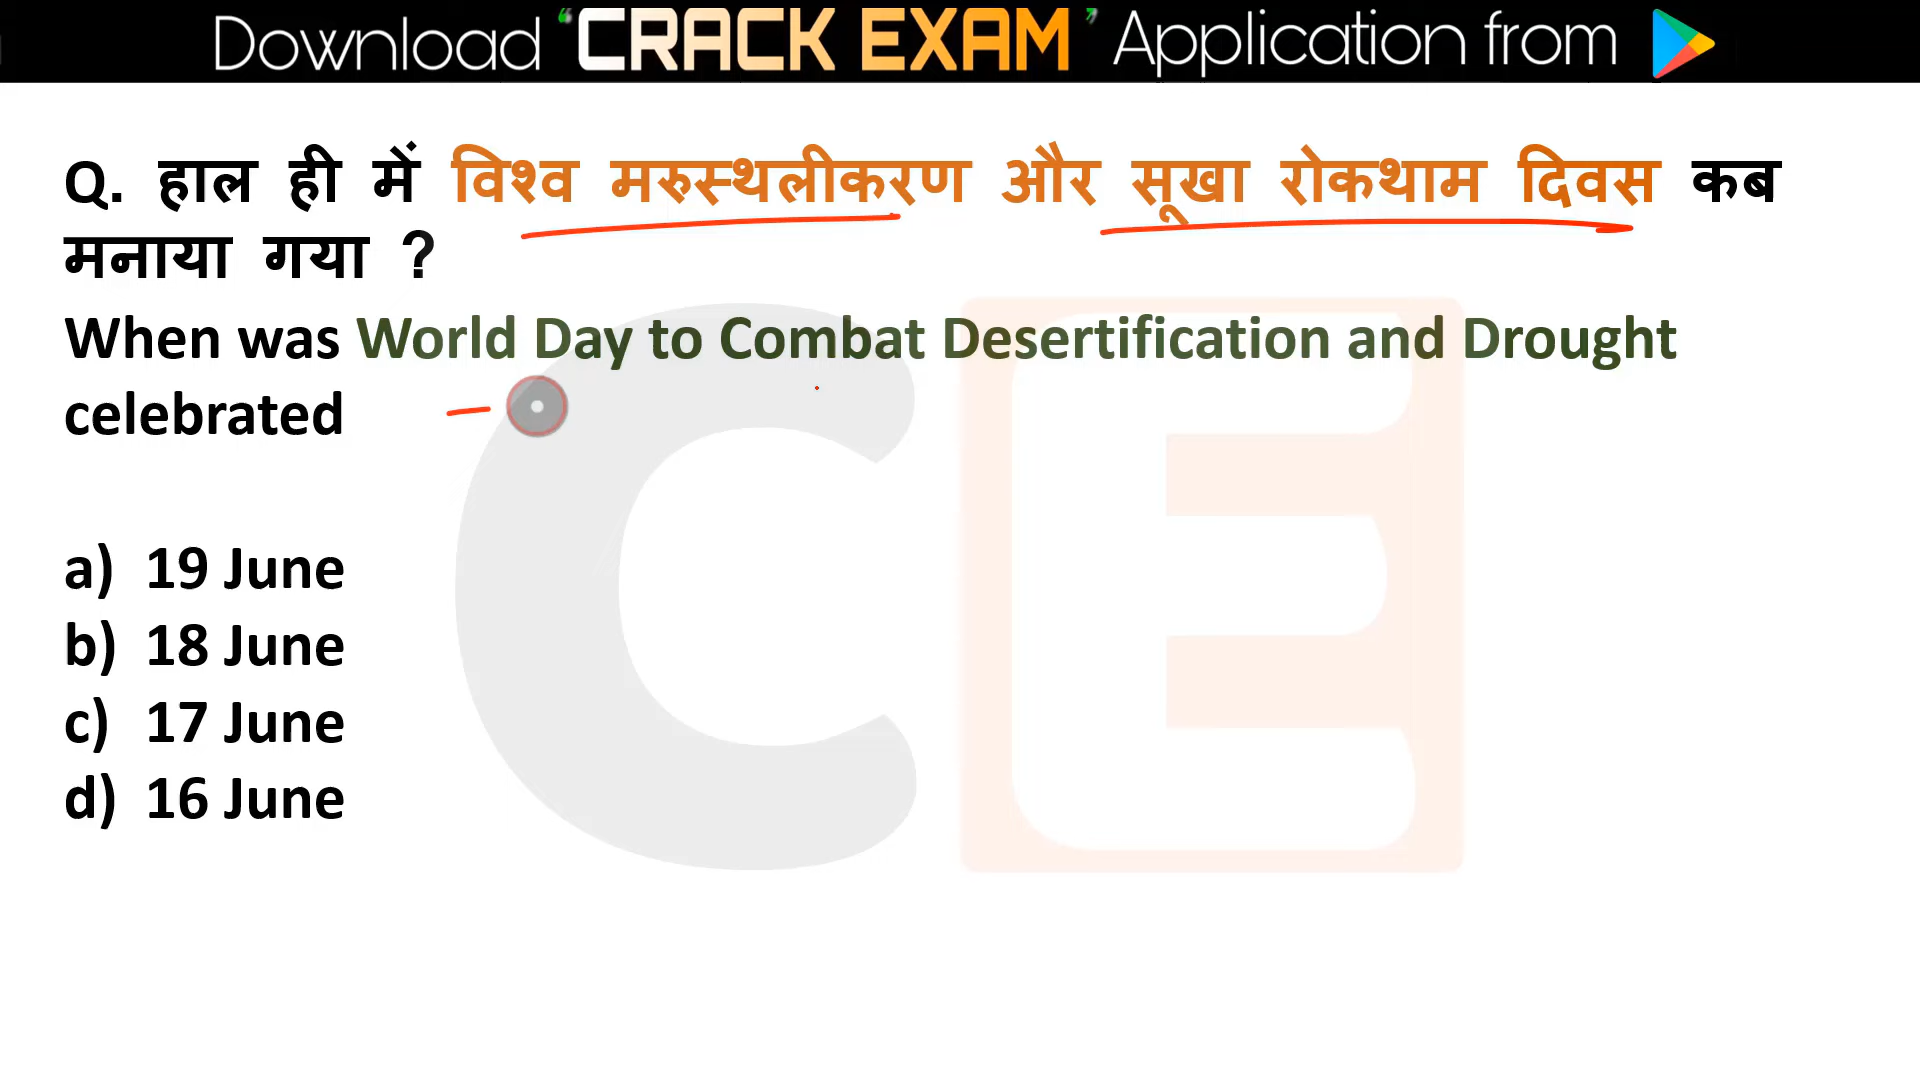 Download ‘CRACK EXAM’ Application from
Q. हाल ही में विश्व मरुस्थलीकरण और सूखा रोकथाम दिवस कब
मनाया गया ?
When was World Day to Combat Desertification and Drought
celebrated
a) 19 June
b) 18 June
c) 17 June
d) 16 June
CE